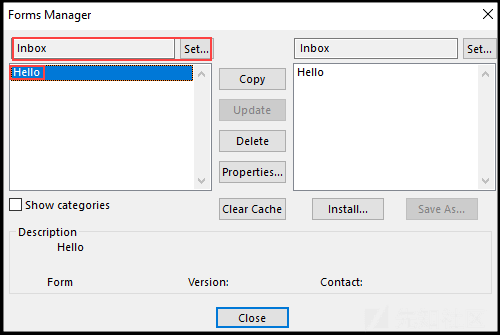 Forms Manager
Inbox Set... Inbox Set...
Hello Hello
Copy
Update
Delete
Properties...
Show categories Clear Cache Install... Save As...
Description
Hello
Form Version: Contact:
Close